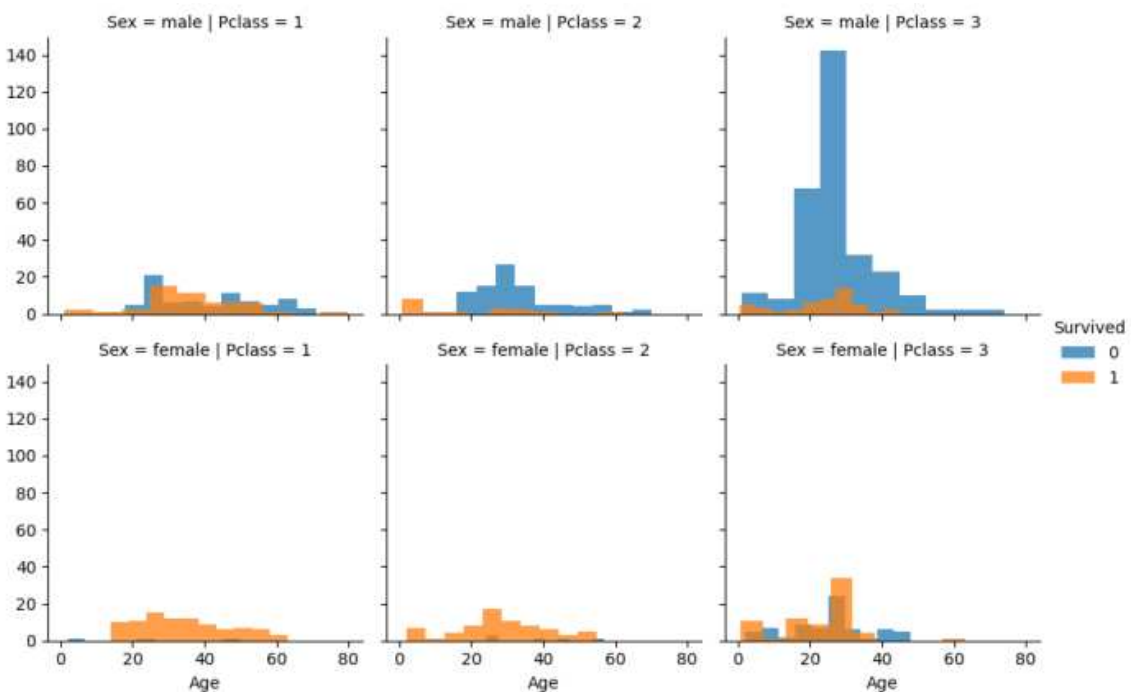 Sex = male | Pclass = 1
Sex = male | Pclass = 2
Sex = male | Pclass = 3
140
120
100
80
60
40
20
0
Survived
0
1
Sex = female | Pclass = 1
Sex = female | Pclass = 2
Sex = female | Pclass = 3
140
120
100
80
60
40
20
0
0 20 40 60 80
0 20 40 60 80
0 20 40 60 80
Age
Age
Age